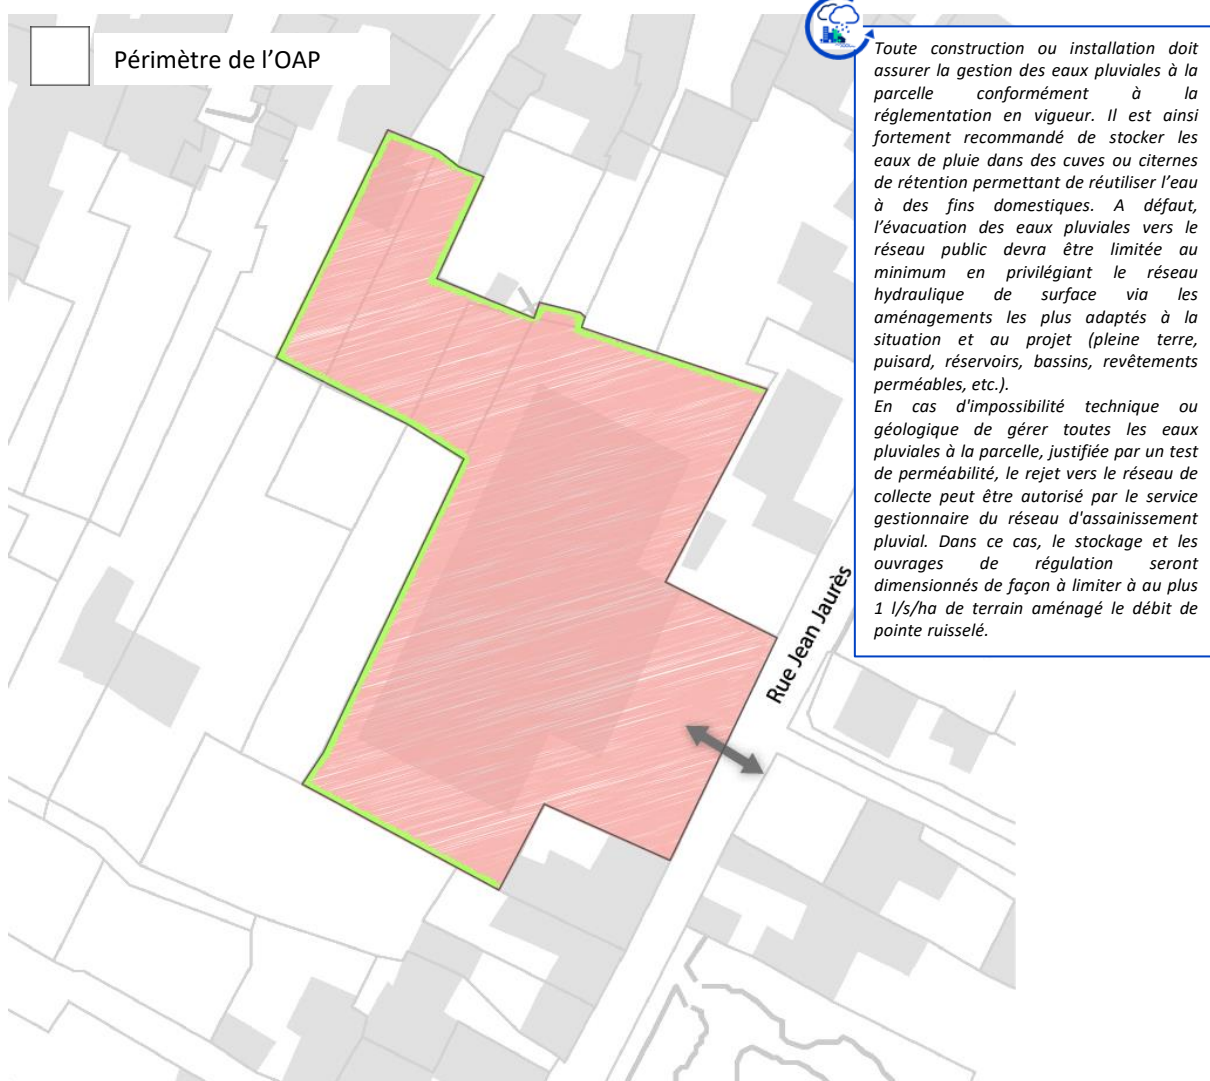 Périmètre de l’OAP
Toute construction ou installation doit
assurer la gestion des eaux pluviales à la
parcelle conformément à la
réglementation en vigueur. Il est ainsi
fortement recommandé de stocker les
eaux de pluie dans des cuves ou citernes
de rétention permettant de réutiliser l’eau
à des fins domestiques. A défaut,
l’évacuation des eaux pluviales vers le
réseau public devra être limitée au
minimum en privilégiant le réseau
hydraulique de surface via les
aménagements les plus adaptés à la
situation et au projet (pleine terre,
puisard, réservoirs, bassins, revêtements
perméables, etc.).
En cas d'impossibilité technique ou
géologique de gérer toutes les eaux
pluviales à la parcelle, justifiée par un test
de perméabilité, le rejet vers le réseau de
collecte peut être autorisé par le service
gestionnaire du réseau d'assainissement
pluvial. Dans ce cas, le stockage et les
ouvrages de régulation seront
dimensionnés de façon à limiter à au plus
1 l/s/ha de terrain aménagé le débit de
pointe ruisselé.
Rue Jean Jaurès